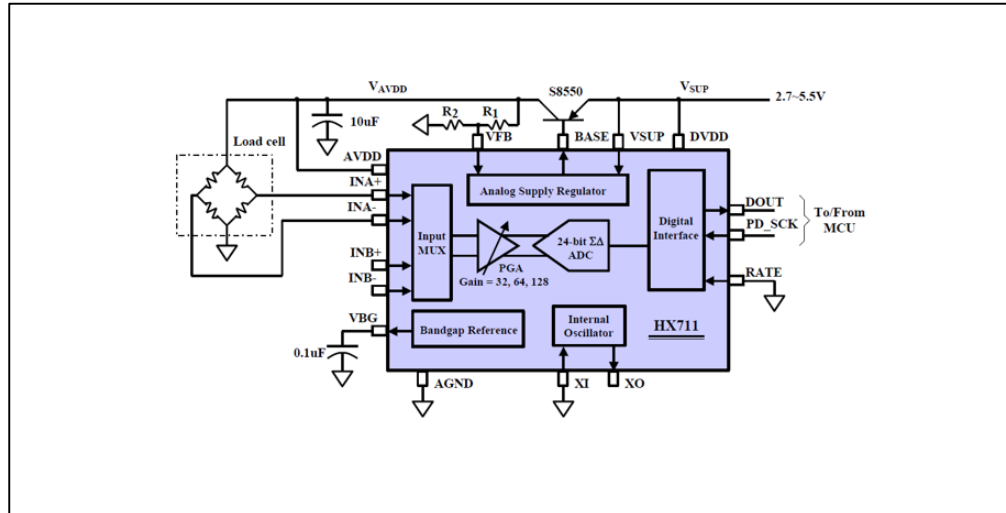 V_AVDD
S8550
V_SUP
2.7~5.5V
10uF
R2
R1
VFB
BASE
VSUP
DVDD
Load cell
AVDD
INA+
INA-
INB+
INB-
VBG
0.1uF
Analog Supply Regulator
Input
MUX
PGA
Gain = 32, 64, 128
24-bit ΣΔ
ADC
Digital
Interface
DOUT
PD_SCK
To/From
MCU
RATE
Bandgap Reference
Internal
Oscillator
HX711
AGND
XI
XO